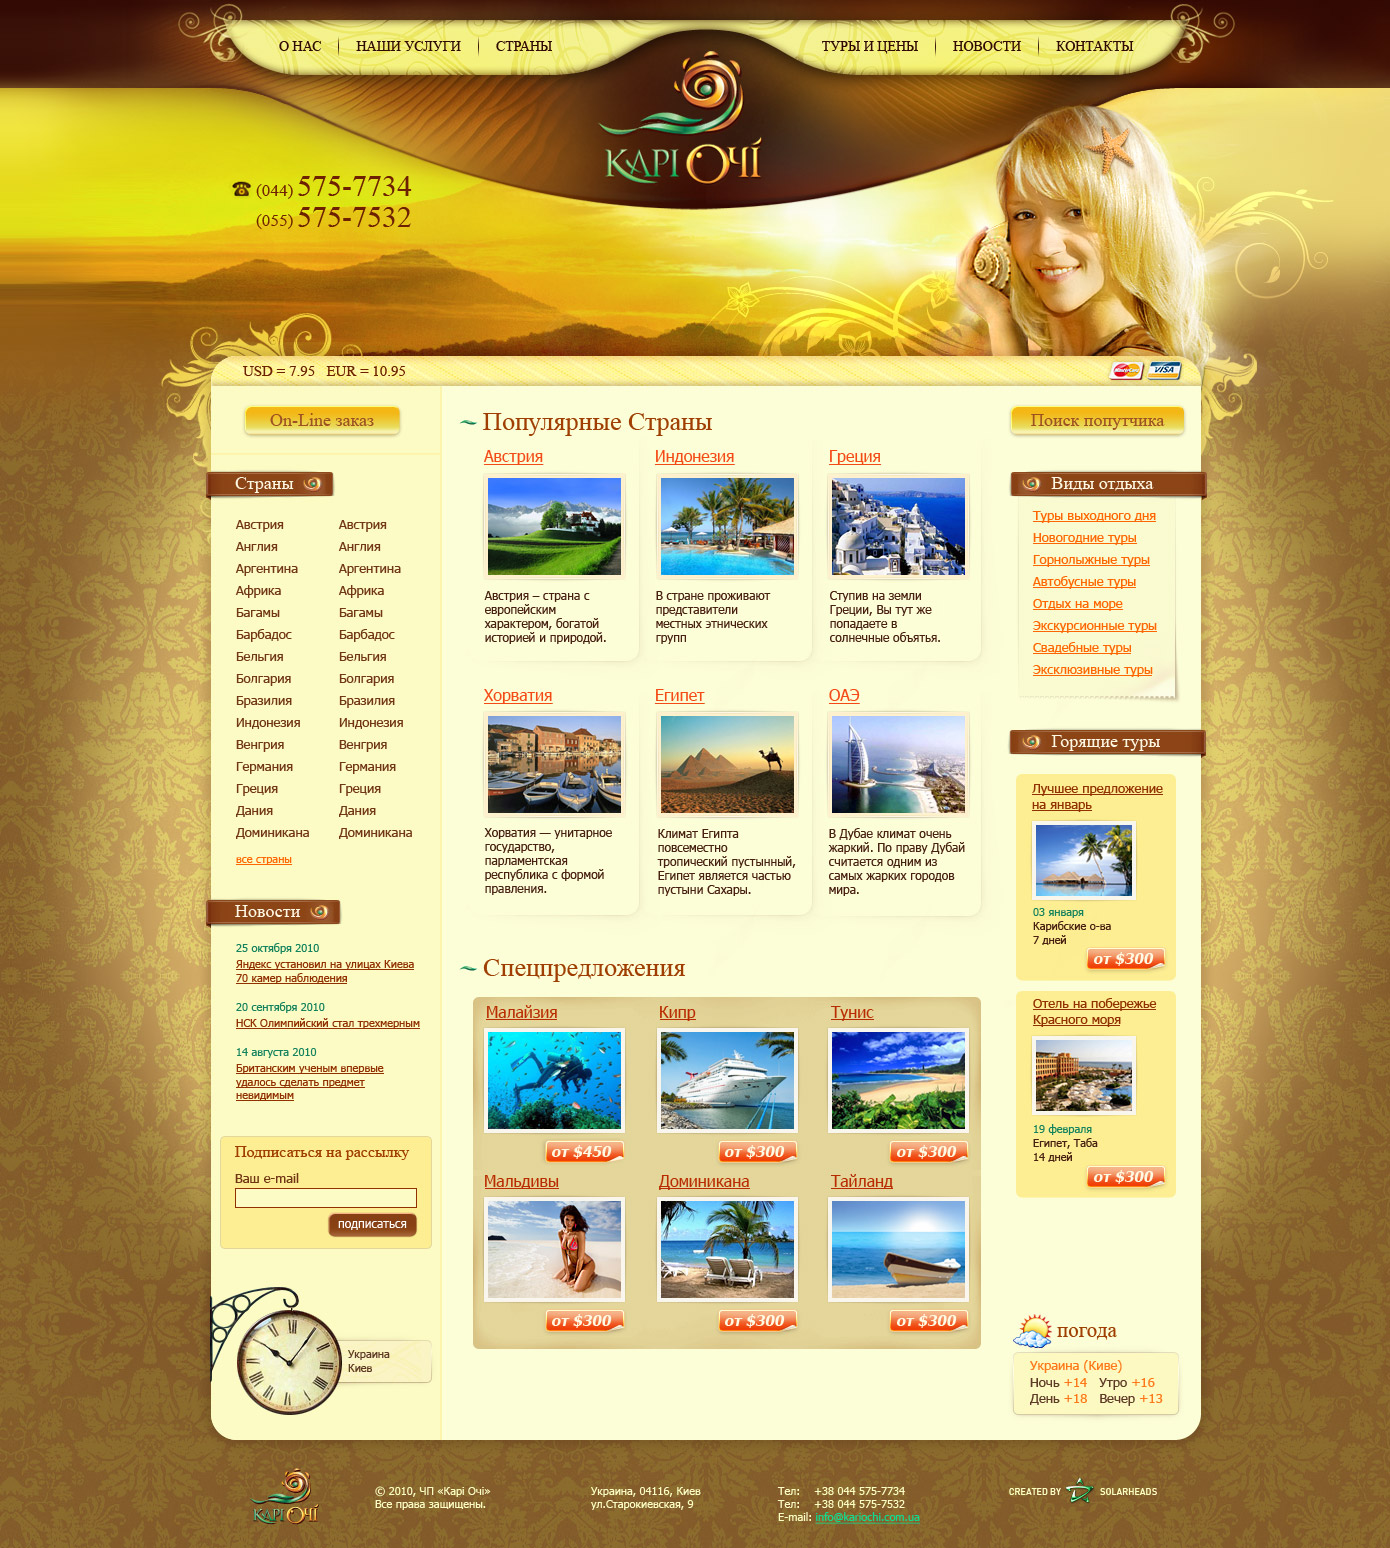 О НАС
НАШИ УСЛУГИ
СТРАНЫ
ТУРЫ И ЦЕНЫ
НОВОСТИ
КОНТАКТЫ
КАРІ ОЧІ
(044) 575-7734
(055) 575-7532
USD = 7.95 EUR = 10.95
MasterCard VISA
On-Line заказ
Страны
Австрия Австрия
Англия Англия
Аргентина Аргентина
Африка Африка
Багамы Багамы
Барбадос Барбадос
Бельгия Бельгия
Болгария Болгария
Бразилия Бразилия
Индонезия Индонезия
Венгрия Венгрия
Германия Германия
Греция Греция
Дания Дания
Доминикана Доминикана
все страны
Новости
25 октября 2010
Яндекс установил на улицах Киева
70 камер наблюдения
20 сентября 2010
НСК Олимпийский стал трехмерным
14 августа 2010
Британским ученым впервые
удалось сделать предмет
невидимым
Подписаться на рассылку
Ваш e-mail
подписаться
Украина
Киев
Популярные Страны
Австрия
Австрия – страна с
европейским
характером, богатой
историей и природой.
Индонезия
В стране проживают
представители
местных этнических
групп
Греция
Ступив на земли
Греции, Вы тут же
попадаете в
солнечные объятья.
Хорватия
Хорватия — унитарное
государство,
парламентская
республика с формой
правления.
Египет
Климат Египта
повсеместно
тропический пустынный,
Египет является частью
пустыни Сахары.
ОАЭ
В Дубае климат очень
жаркий. По праву Дубай
считается одним из
самых жарких городов
мира.
Спецпредложения
Малайзия
от $450
Кипр
от $300
Тунис
от $300
Мальдивы
от $300
Доминикана
от $300
Тайланд
от $300
Поиск попутчика
Виды отдыха
Туры выходного дня
Новогодние туры
Горнолыжные туры
Автобусные туры
Отдых на море
Экскурсионные туры
Свадебные туры
Эксклюзивные туры
Горящие туры
Лучшее предложение
на январь
03 января
Карибские о-ва
7 дней
от $300
Отель на побережье
Красного моря
19 февраля
Египет, Таба
14 дней
от $300
погода
Украина (Киве)
Ночь +14 Утро +16
День +18 Вечер +13
КАРІ ОЧІ
© 2010, ЧП «Карі Очі»
Все права защищены.
Украина, 04116, Киев
ул.Старокиевская, 9
Тел: +38 044 575-7734
Тел: +38 044 575-7532
E-mail: info@kariochi.com.ua
CREATED BY SOLARHEADS